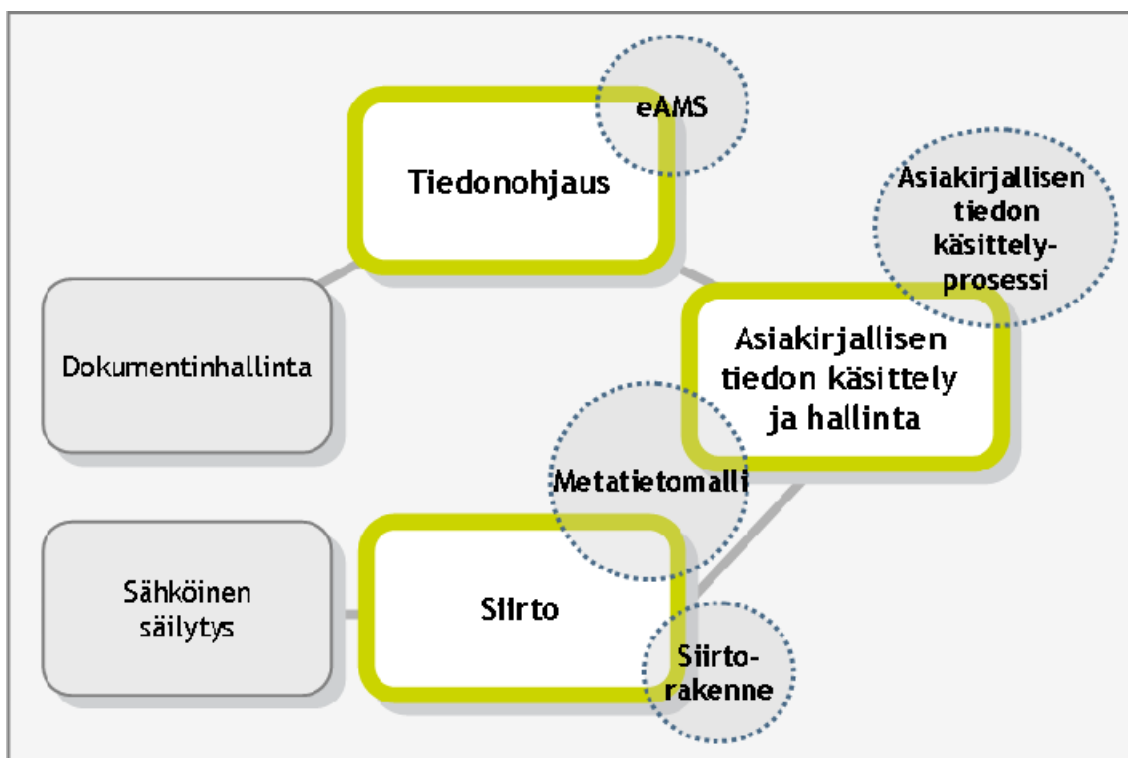 eAMS
Tiedonohjaus
Asiakirjallisen
tiedon
käsittely-
prosessi
Dokumentinhallinta
Asiakirjallisen
tiedon käsittely
ja hallinta
Metatietomalli
Sähköinen
säilytys
Siirto
Siirto-
rakenne